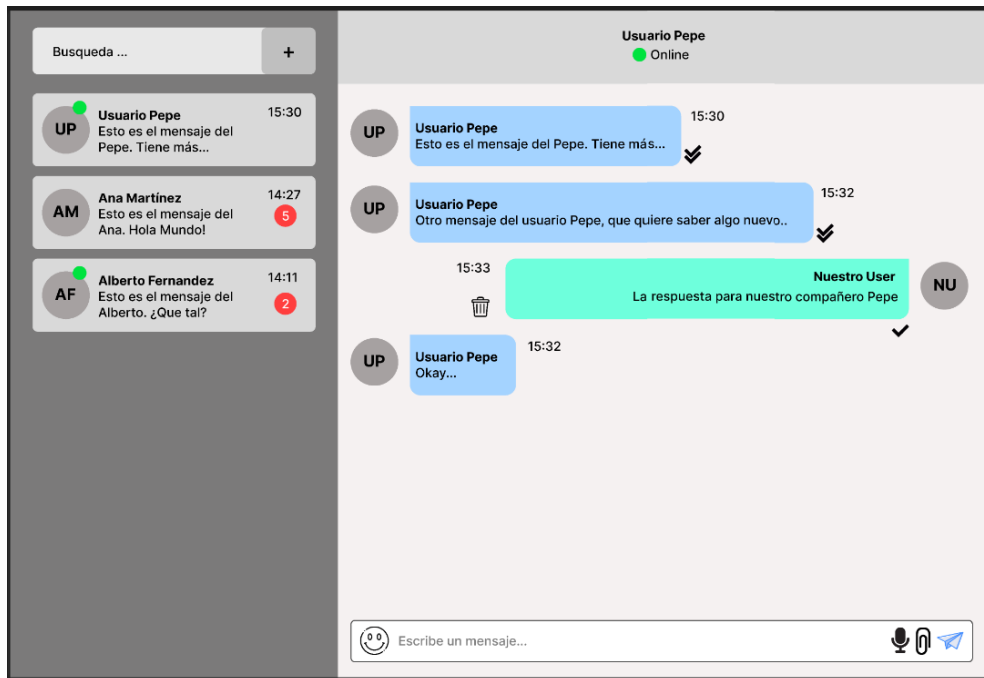 Busqueda ...
+
UP
Usuario Pepe
15:30
Esto es el mensaje del
Pepe. Tiene más...
AM
Ana Martínez
14:27
Esto es el mensaje del
Ana. Hola Mundo!
5
AF
Alberto Fernandez
14:11
Esto es el mensaje del
Alberto. ¿Que tal?
2
Usuario Pepe
Online
UP
Usuario Pepe
Esto es el mensaje del Pepe. Tiene más...
15:30
UP
Usuario Pepe
Otro mensaje del usuario Pepe, que quiere saber algo nuevo..
15:32
15:33
Nuestro User
La respuesta para nuestro compañero Pepe
NU
UP
Usuario Pepe
Okay...
15:32
Escribe un mensaje...